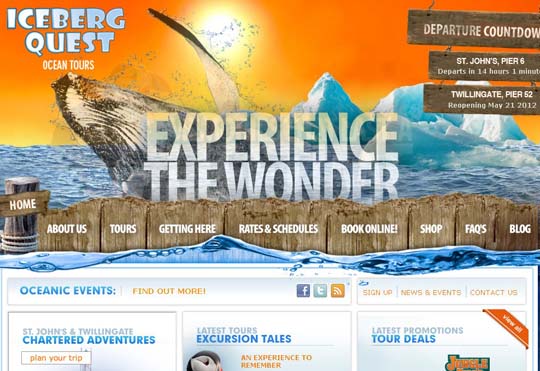 ICEBERG
QUEST
OCEAN TOURS
DEPARTURE COUNTDOW
ST. JOHN'S, PIER 6
Departs in 14 hours 1 minute
TWILLINGATE, PIER 52
Reopening May 21 2012
EXPERIENCE
THE WONDER
HOME
ABOUT US
TOURS
GETTING HERE
RATES & SCHEDULES
BOOK ONLINE!
SHOP
FAQ'S
BLOG
OCEANIC EVENTS:
FIND OUT MORE!
SIGN UP
NEWS & EVENTS
CONTACT US
ST. JOHN'S & TWILLINGATE
CHARTERED ADVENTURES
plan your trip
LATEST TOURS
EXCURSION TALES
AN EXPERIENCE TO
REMEMBER
LATEST PROMOTIONS
TOUR DEALS
view all
JUNGLE